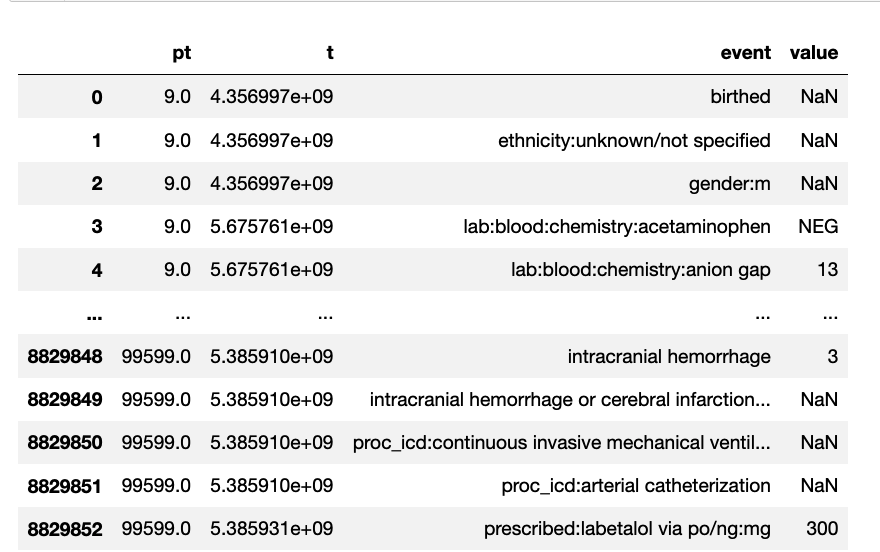 pt t event value
0 9.0 4.356997e+09 birthed NaN
1 9.0 4.356997e+09 ethnicity:unknown/not specified NaN
2 9.0 4.356997e+09 gender:m NaN
3 9.0 5.675761e+09 lab:blood:chemistry:acetaminophen NEG
4 9.0 5.675761e+09 lab:blood:chemistry:anion gap 13
... ... ... ... ...
8829848 99599.0 5.385910e+09 intracranial hemorrhage 3
8829849 99599.0 5.385910e+09 intracranial hemorrhage or cerebral infarction... NaN
8829850 99599.0 5.385910e+09 proc_icd:continuous invasive mechanical ventil... NaN
8829851 99599.0 5.385910e+09 proc_icd:arterial catheterization NaN
8829852 99599.0 5.385931e+09 prescribed:labetalol via po/ng:mg 300